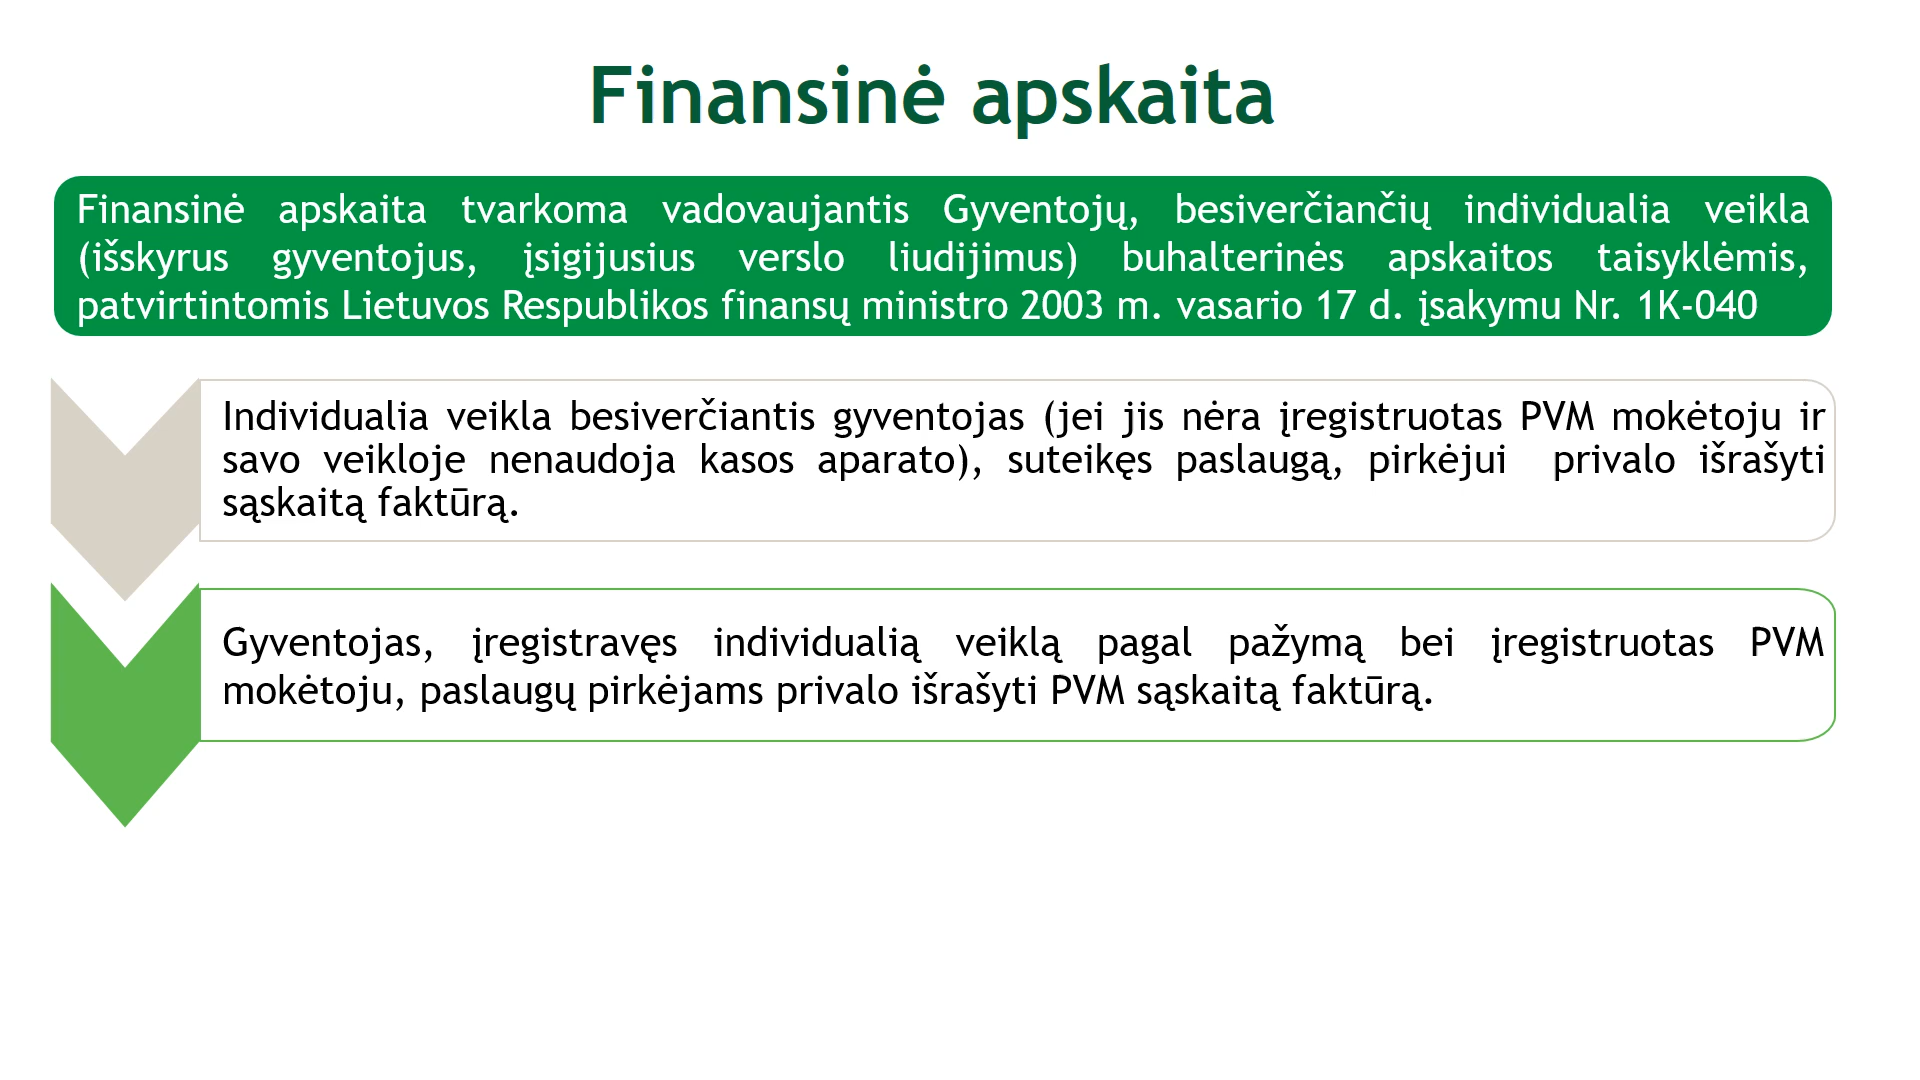 Finansinė apskaita
Finansinė apskaita tvarkoma vadovaujantis Gyventojų, besiverčiančių individualia veikla
(išskyrus gyventojus, įsigijusius verslo liudijimus) buhalterinės apskaitos taisyklėmis,
patvirtintomis Lietuvos Respublikos finansų ministro 2003 m. vasario 17 d. įsakymu Nr. 1K-040
Individualia veikla besiverčiantis gyventojas (jei jis nėra įregistruotas PVM mokėtoju ir
savo veikloje nenaudoja kasos aparato), suteikęs paslaugą, pirkėjui privalo išrašyti
sąskaitą faktūrą.
Gyventojas, įregistravęs individualią veiklą pagal pažymą bei įregistruotas PVM
mokėtoju, paslaugų pirkėjams privalo išrašyti PVM sąskaitą faktūrą.